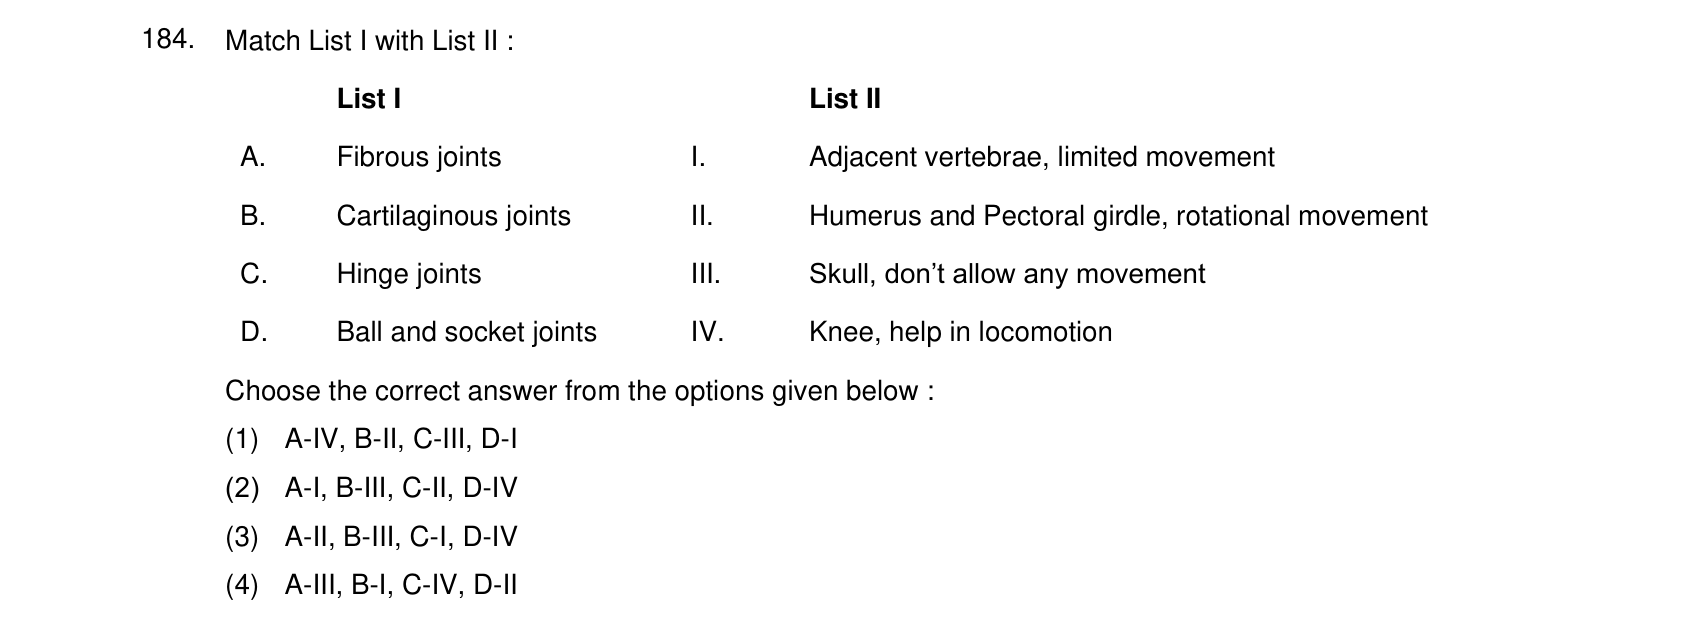 184. Match List I with List II :
List I List II
A. Fibrous joints I. Adjacent vertebrae, limited movement
B. Cartilaginous joints II. Humerus and Pectoral girdle, rotational movement
C. Hinge joints III. Skull, don't allow any movement
D. Ball and socket joints IV. Knee, help in locomotion
Choose the correct answer from the options given below :
(1) A-IV, B-II, C-III, D-I
(2) A-I, B-III, C-II, D-IV
(3) A-II, B-III, C-I, D-IV
(4) A-III, B-I, C-IV, D-II